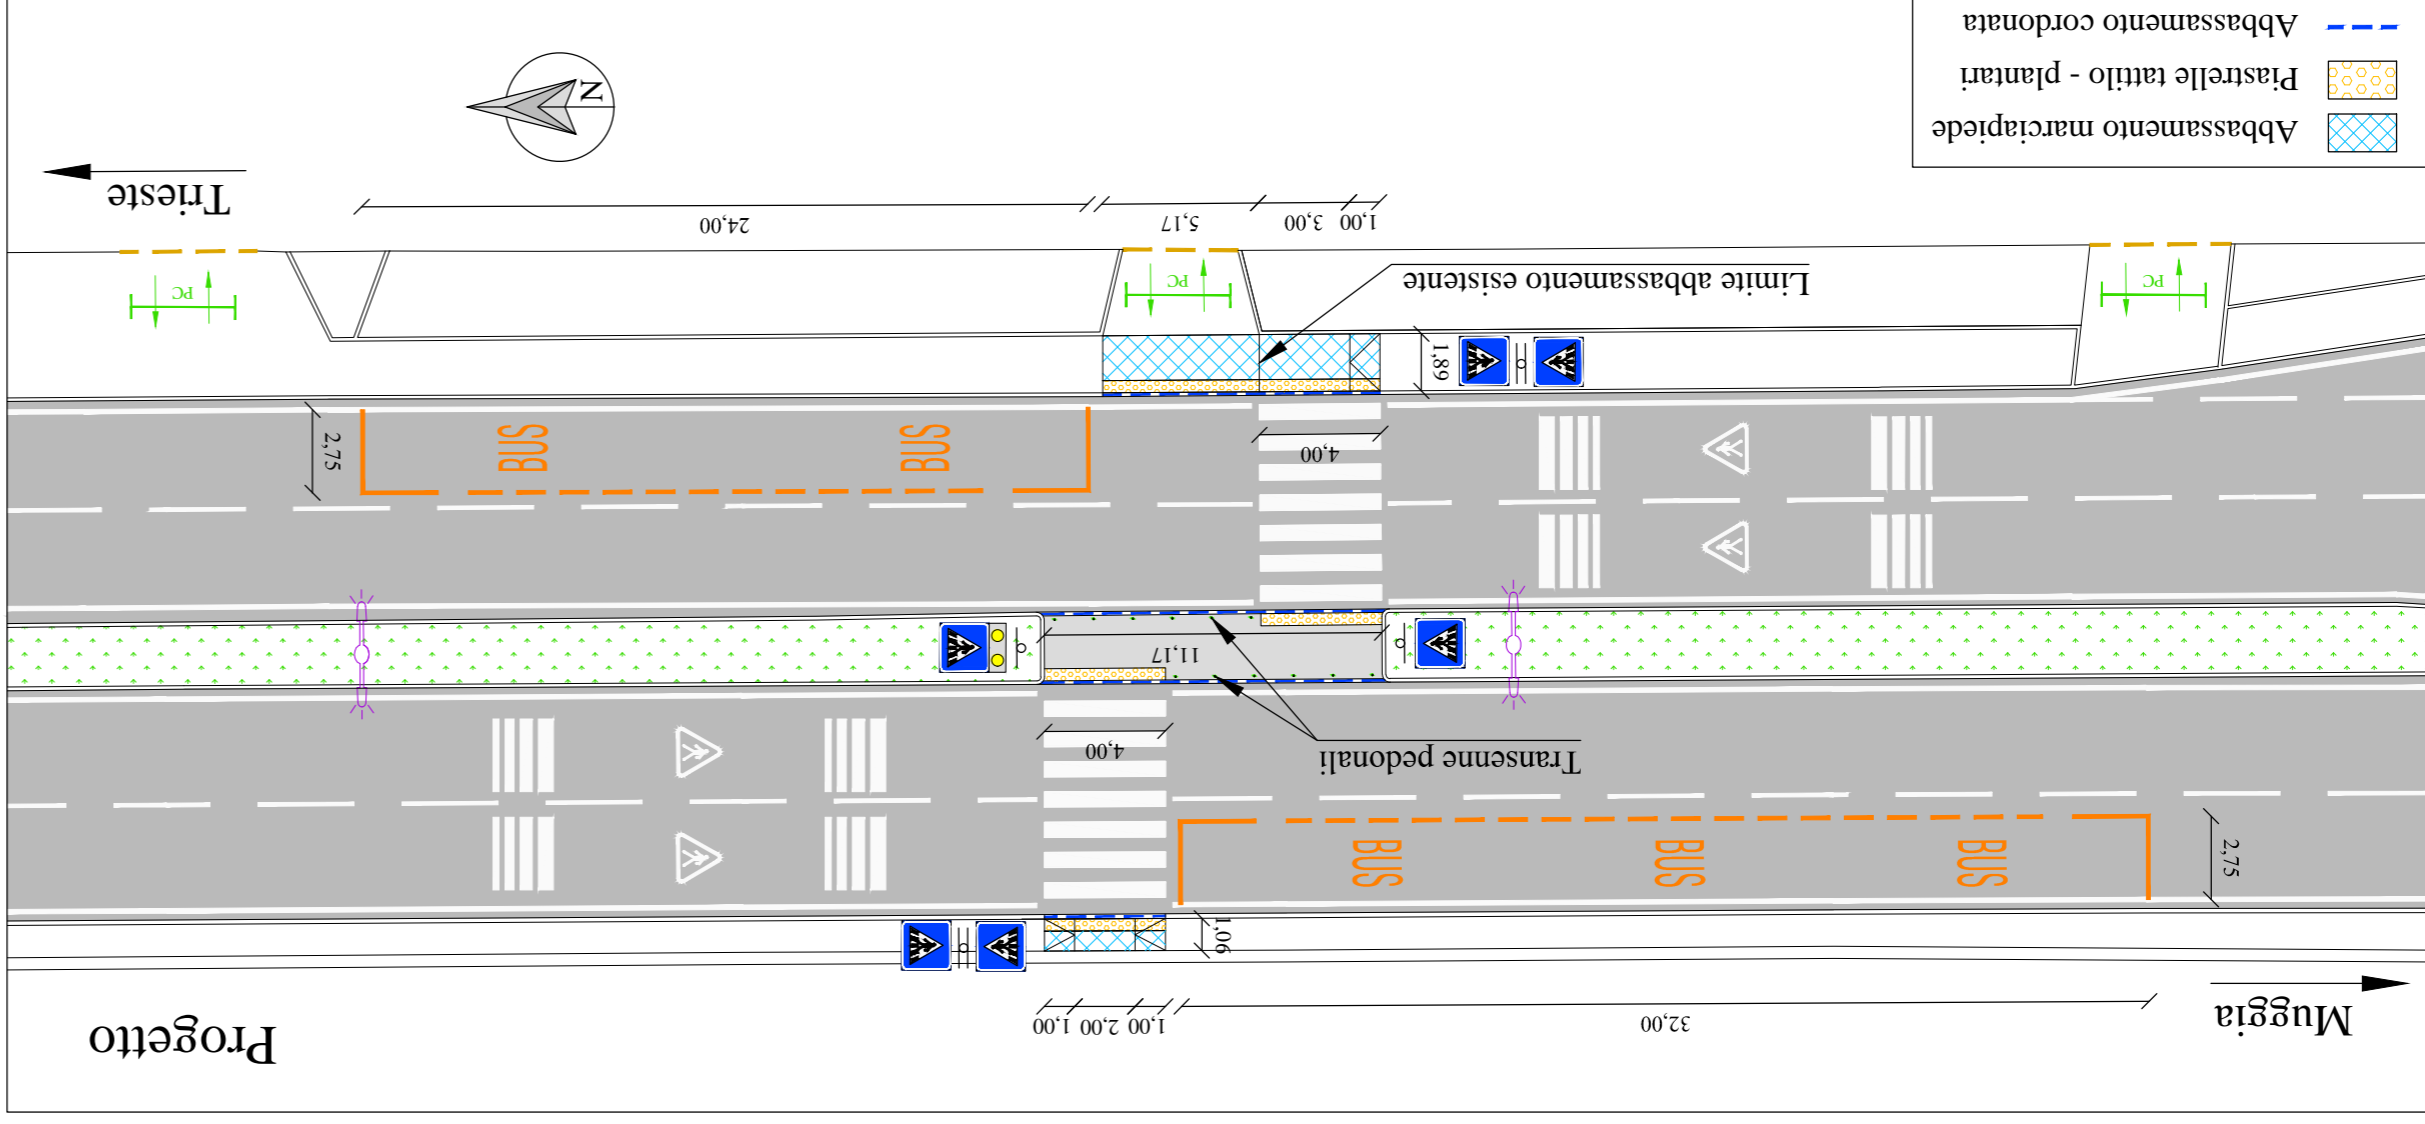 Progetto
Muggia
32,00
1,00 2,00 1,00
1,06
2,75
BUS
BUS
BUS
Transenne pedonali
4,00
11,17
4,00
BUS
BUS
2,75
1,89
Limite abbassamento esistente
PC
PC
PC
1,00 3,00 5,17 24,00
Trieste
N
Abbassamento marciapiede
Piastrelle tattilo - plantari
Abbassamento cordonata